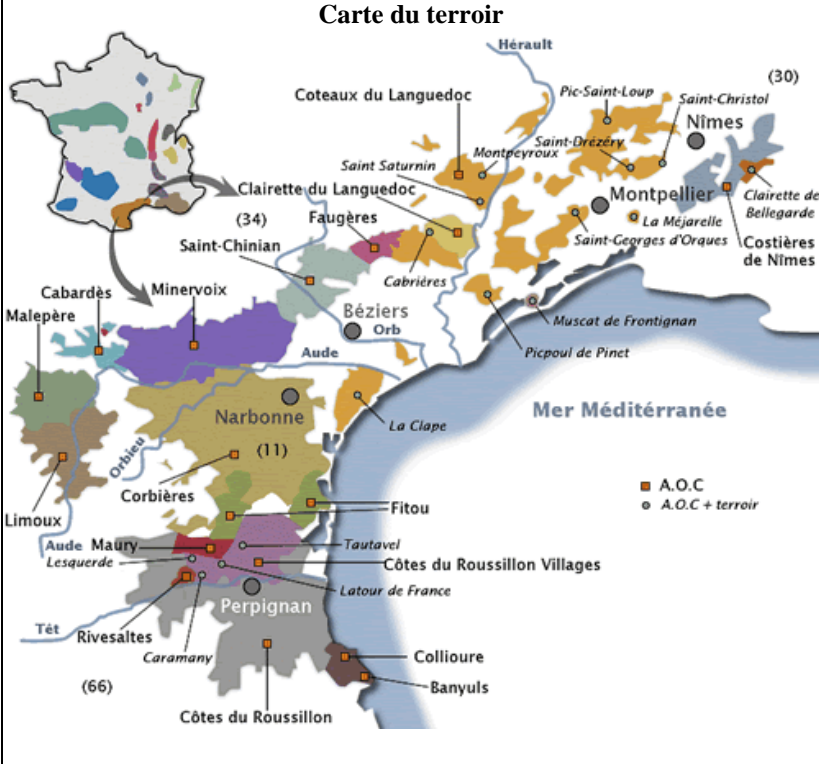 Carte du terroir
Hérault
(30)
Pic-Saint-Loup
Coteaux du Languedoc
Saint-Christol
Nîmes
Saint-Drézéry
Montpeyroux
Saint Saturnin
Clairette du Languedoc
Montpellier
Clairette de
Bellegarde
(34)
Faugères
La Méjarelle
Saint-Georges d'Orques
Costières
de Nîmes
Saint-Chinian
Cabrières
Cabardès
Minervoix
Malepère
Béziers
Orb
Muscat de Frontignan
Aude
Picpoul de Pinet
Narbonne
Mer Méditérranée
La Clape
Orbieu
(11)
Corbières
A.O.C
A.O.C + terroir
Fitou
Limoux
Aude
Maury
Tautavel
Lesquerde
Côtes du Roussillon Villages
Latour de France
Perpignan
Têt
Rivesaltes
Caramany
Collioure
(66)
Banyuls
Côtes du Roussillon